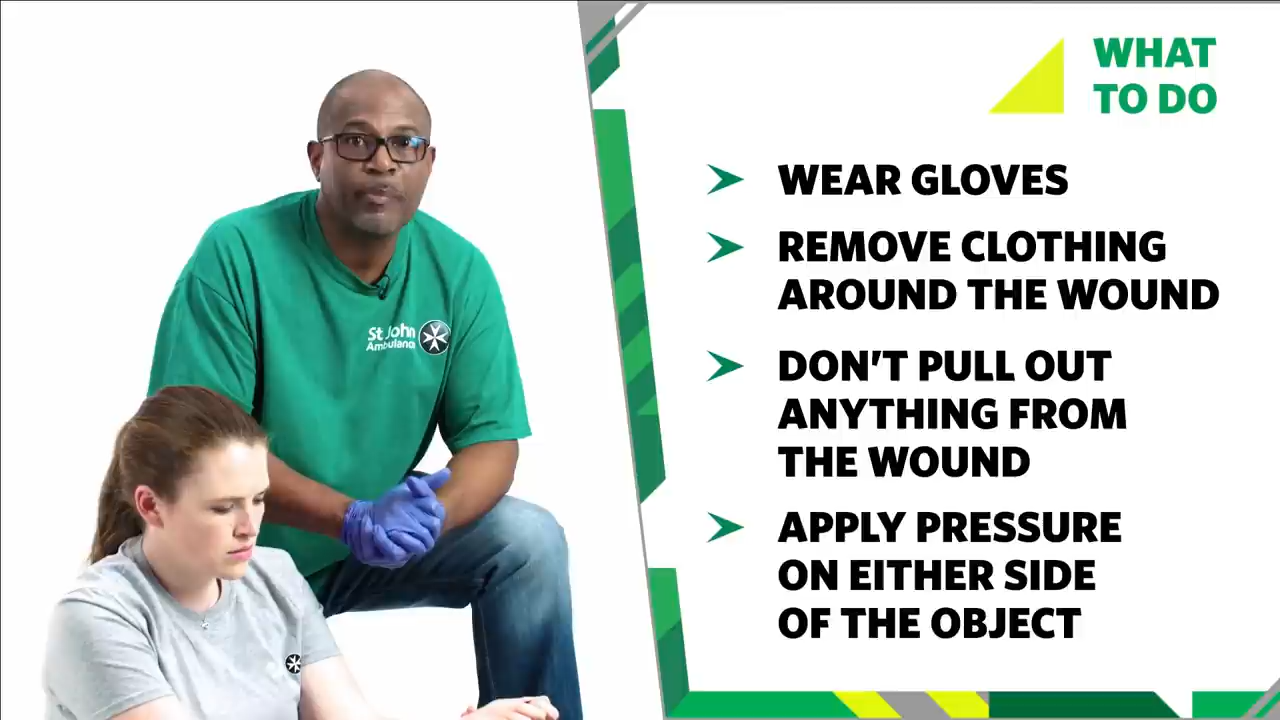 WHAT
TO DO
WEAR GLOVES
REMOVE CLOTHING
AROUND THE WOUND
DON'T PULL OUT
ANYTHING FROM
THE WOUND
APPLY PRESSURE
ON EITHER SIDE
OF THE OBJECT
St John
Ambulance